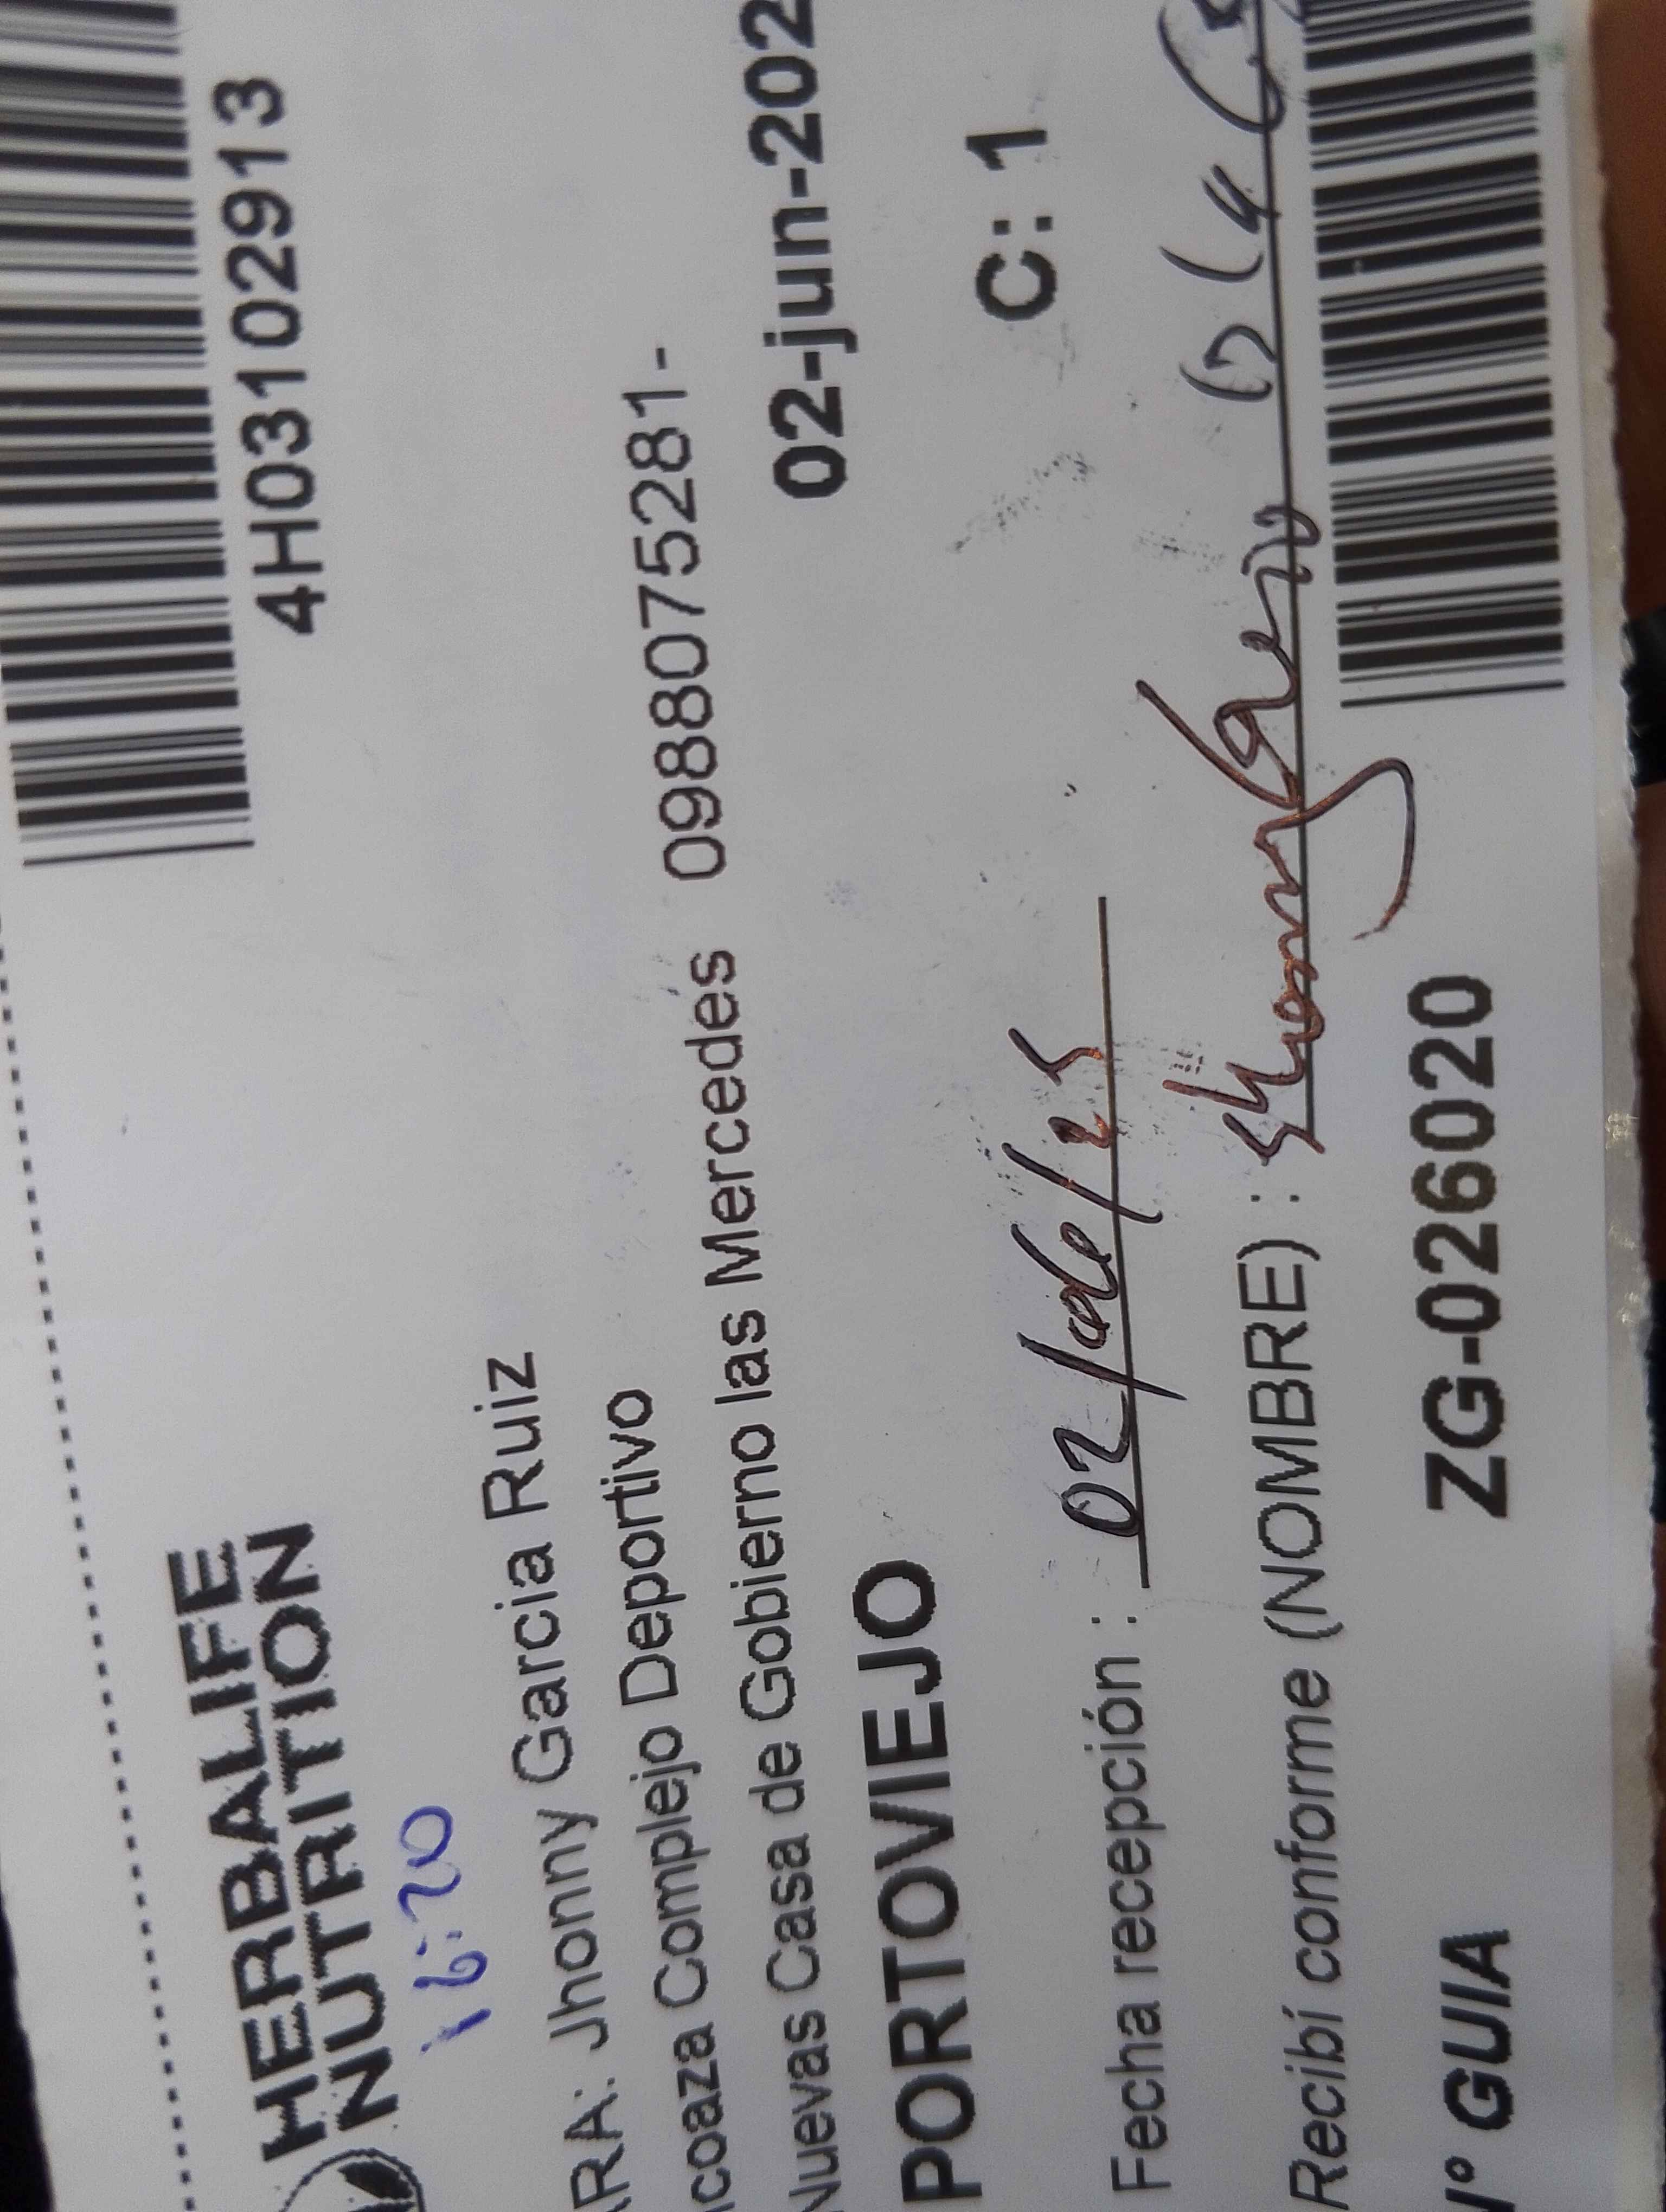 HERBALIFE
NUTRITION
4H03102913
16:20
RA: Jhonny Garcia Ruiz
coaza Complejo Deportivo 0988075281-
Nuevas Casa de Gobierno las Mercedes
PORTOVIEJO 02-jun-202
C: 1
Fecha recepción : 02/06/25
Recibí conforme (NOMBRE) :
N° GUIA ZG-026020